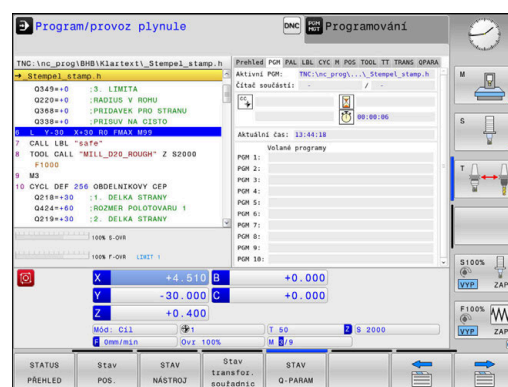 Program/provoz plynule
DNC
PGM MGT
Programování
TNC:\nc_prog\BHB\Klartext\_Stempel_stamp.h
→_Stempel_stamp.h
Q349=+0 ;3. LIMITA
Q220=+0 ;RADIUS V ROHU
Q368=+0 ;PRIDAVEK PRO STRANU
Q338=+0 ;PRISUV NA CISTO
6 L Y-30 X+30 R0 FMAX M99
7 CALL LBL "safe"
8 TOOL CALL "MILL_D20_ROUGH" Z S2000
F1000
9 M3
10 CYCL DEF 256 OBDELNIKOVY CEP
Q218=+30 ;1. DELKA STRANY
Q424=+60 ;ROZMER POLOTOVARU 1
Q219=+30 ;2. DELKA STRANY
100% S-OVR
100% F-OVR LIMIT 1
Prehled PGM PAL LBL CYC M POS TOOL TT TRANS QPARA
Aktivní PGM: TNC:\nc_prog\...\_Stempel_stamp.h
Čítač součástí: - / -
CC
00:00:06
Aktuální čas: 13:44:18
Volané programy
PGM 1:
PGM 2:
PGM 3:
PGM 4:
PGM 5:
PGM 6:
PGM 7:
PGM 8:
PGM 9:
PGM 10:
X +4.510 B +0.000
Y -30.000 C +0.000
Z +0.400
Mód: Cíl 1 T 50 Z S 2000
F 0mm/min Ovr 100% M 8/9
M
S
T
S100%
VYP ZAP
F100%
VYP ZAP
STATUS PŘEHLED
Stav POS.
STAV NÁSTROJ
Stav transfor. souřadnic
STAV Q-PARAM